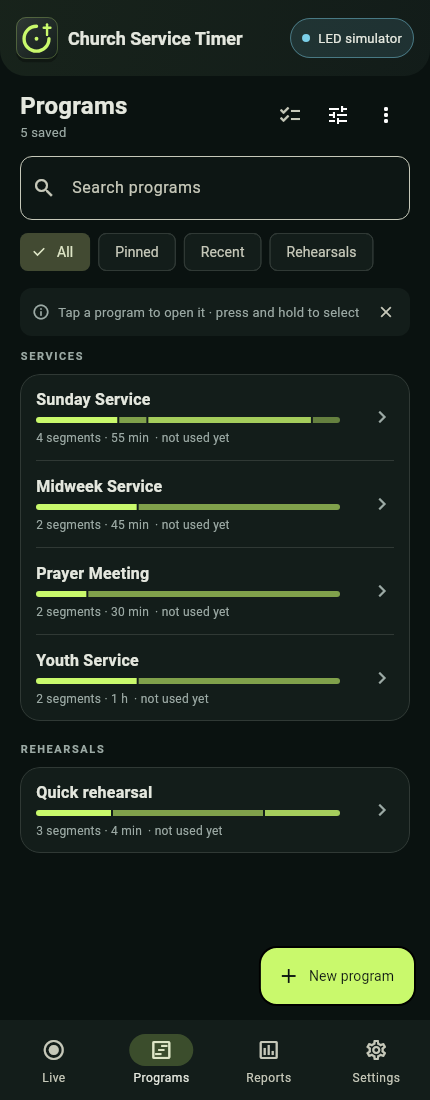 Church Service Timer
LED simulator
Programs
5 saved
Search programs
All
Pinned
Recent
Rehearsals
Tap a program to open it · press and hold to select
SERVICES
Sunday Service
4 segments · 55 min · not used yet
Midweek Service
2 segments · 45 min · not used yet
Prayer Meeting
2 segments · 30 min · not used yet
Youth Service
2 segments · 1 h · not used yet
REHEARSALS
Quick rehearsal
3 segments · 4 min · not used yet
New program
Live
Programs
Reports
Settings